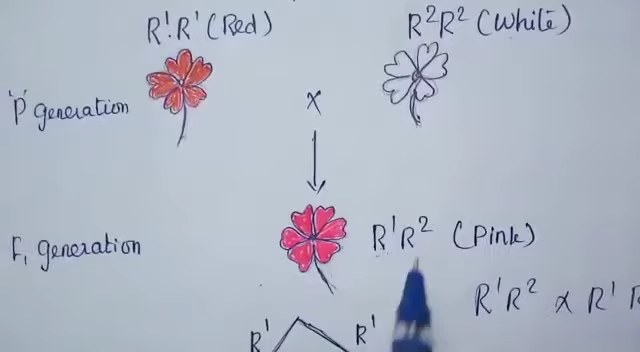 R¹R¹ (Red) R²R² (White)
'P' generation
x
F₁ generation R¹R² (Pink)
R¹R² x R¹
R¹ R¹